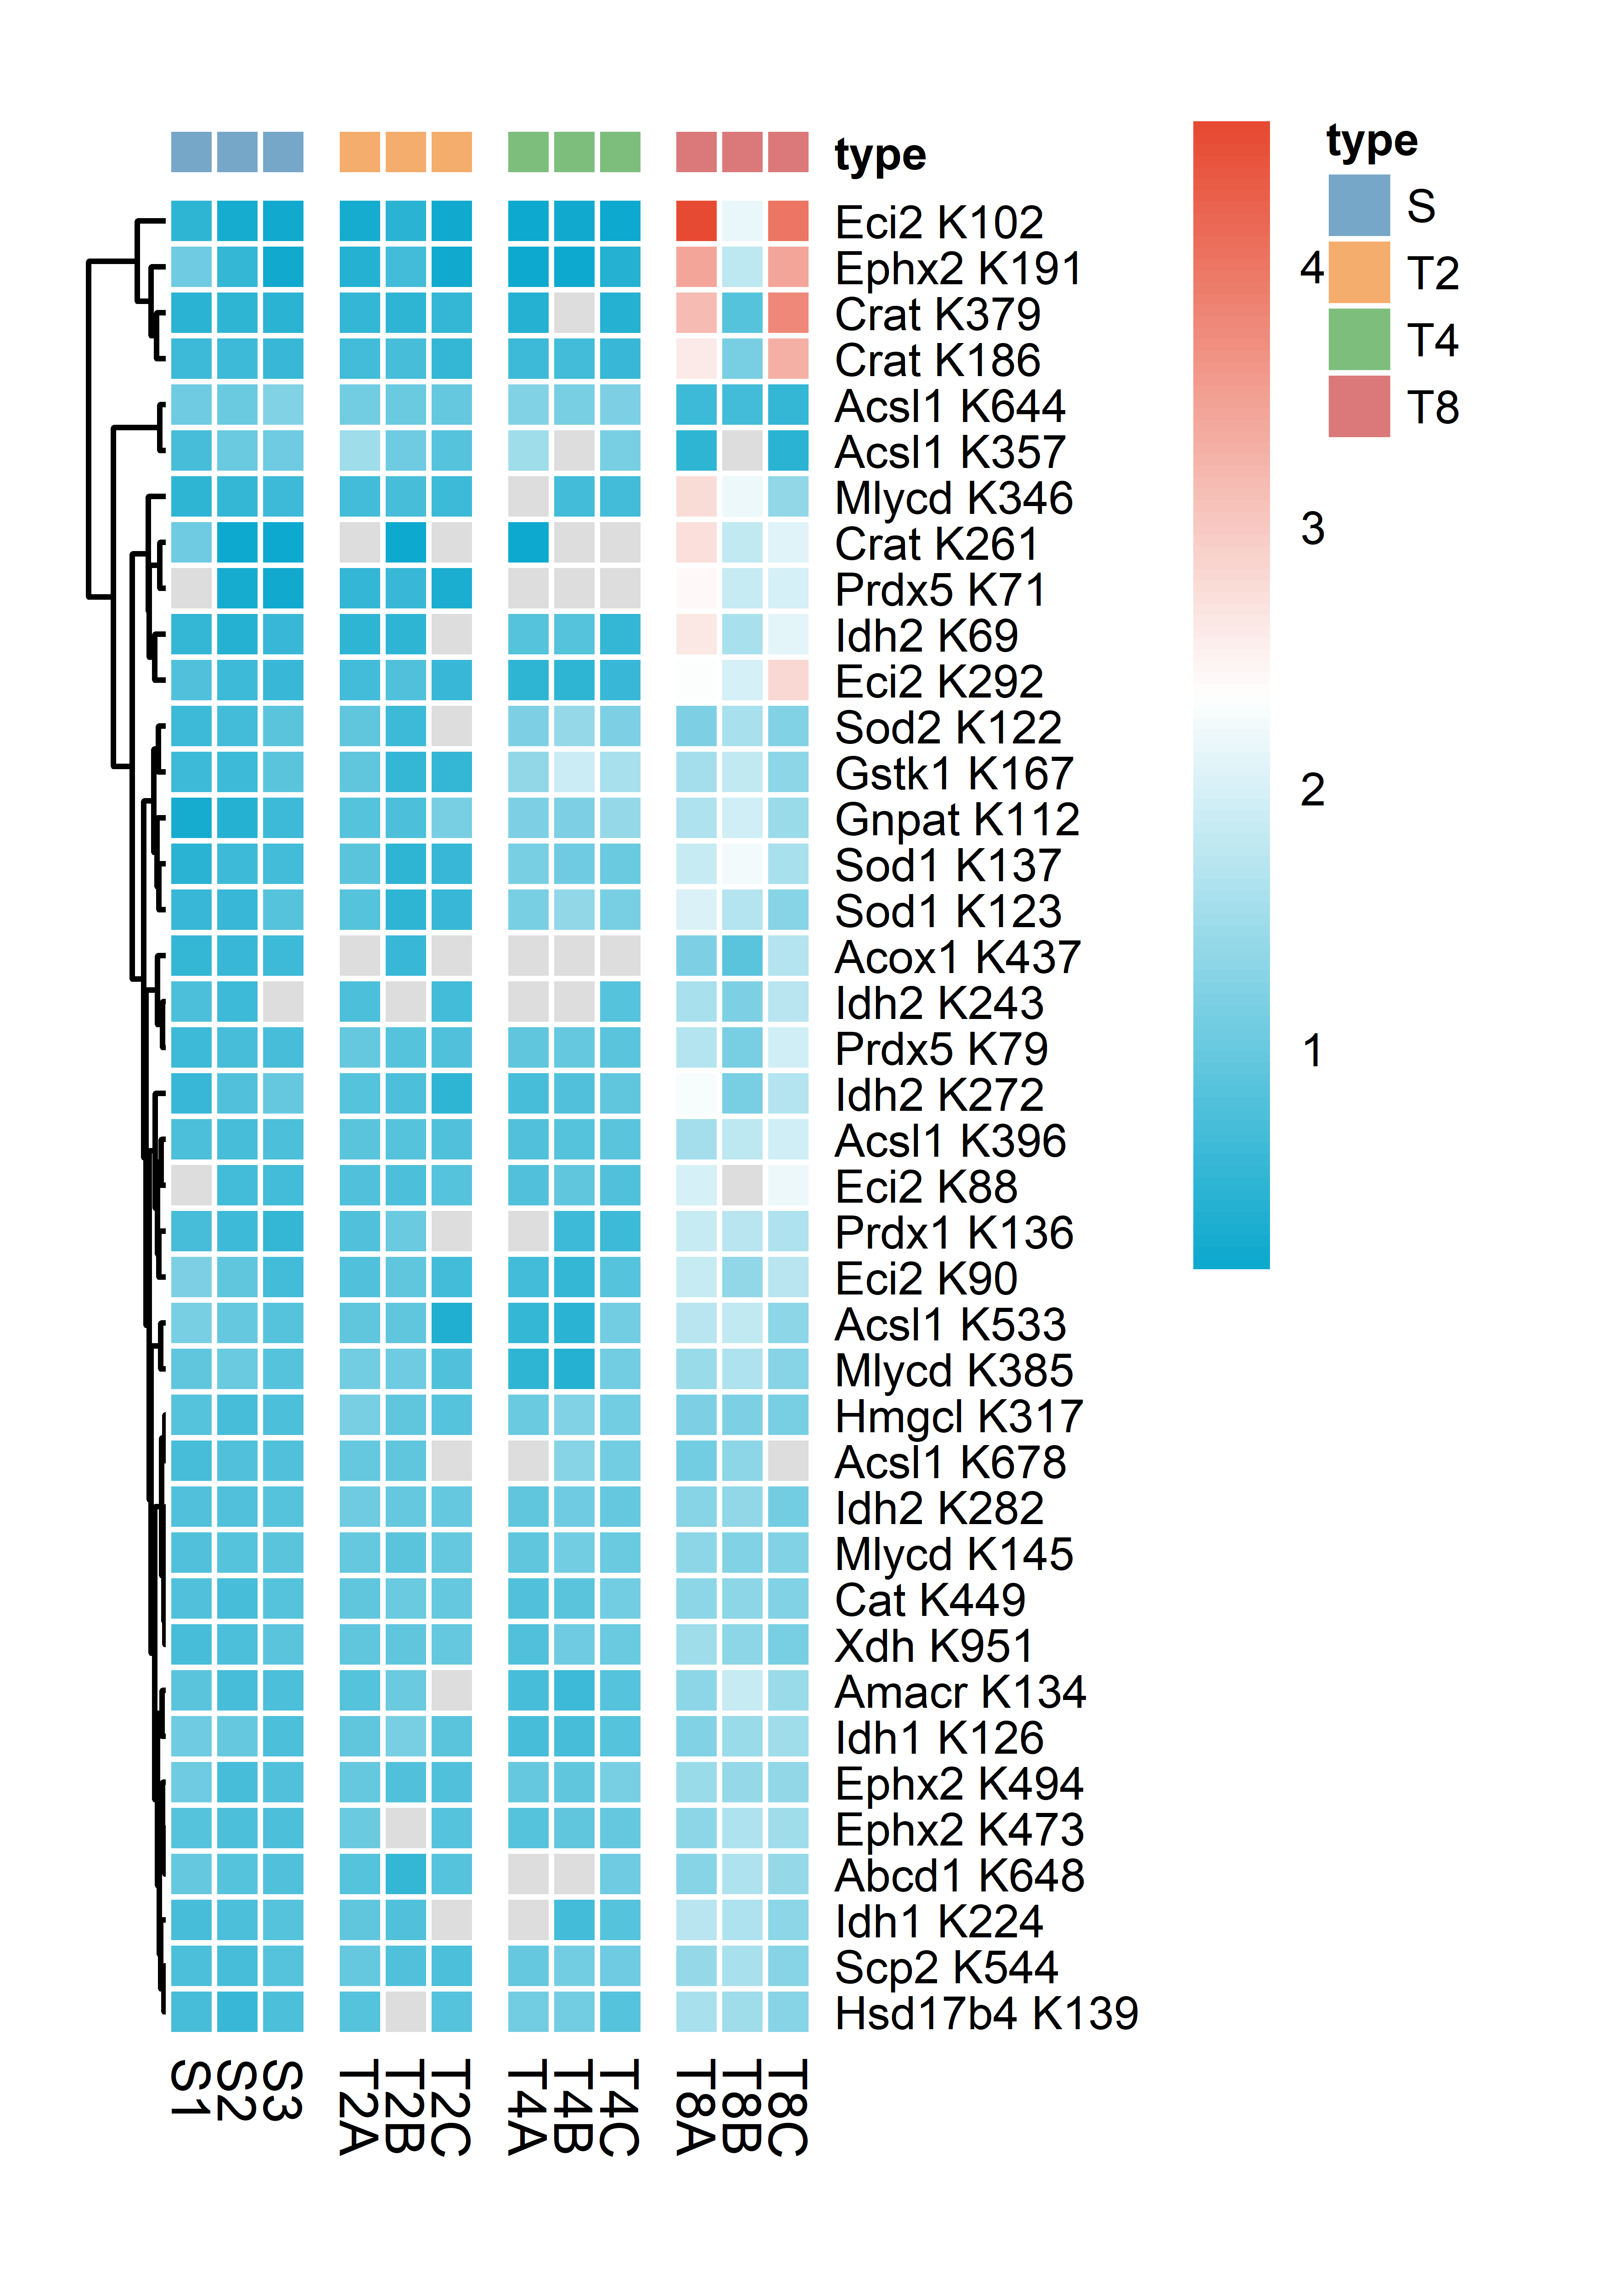 type
Eci2 K102
Ephx2 K191
Crat K379
Crat K186
Acsl1 K644
Acsl1 K357
Mlycd K346
Crat K261
Prdx5 K71
Idh2 K69
Eci2 K292
Sod2 K122
Gstk1 K167
Gnpat K112
Sod1 K137
Sod1 K123
Acox1 K437
Idh2 K243
Prdx5 K79
Idh2 K272
Acsl1 K396
Eci2 K88
Prdx1 K136
Eci2 K90
Acsl1 K533
Mlycd K385
Hmgcl K317
Acsl1 K678
Idh2 K282
Mlycd K145
Cat K449
Xdh K951
Amacr K134
Idh1 K126
Ephx2 K494
Ephx2 K473
Abcd1 K648
Idh1 K224
Scp2 K544
Hsd17b4 K139
S1
S2
S3
T2A
T2B
T2C
T4A
T4B
T4C
T8A
T8B
T8C
4
3
2
1
type
S
T2
T4
T8